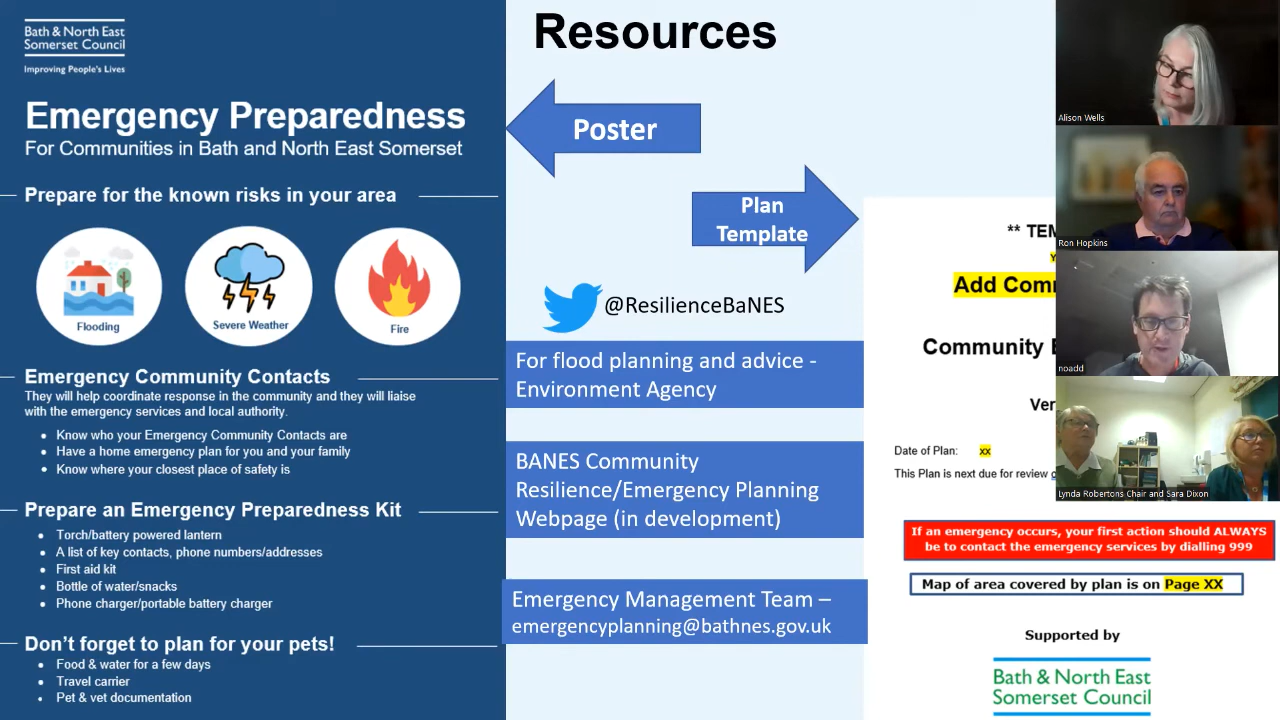 Bath & North East
Somerset Council
Improving People's Lives
Emergency Preparedness
For Communities in Bath and North East Somerset
Prepare for the known risks in your area
Flooding
Severe Weather
Fire
Emergency Community Contacts
They will help coordinate response in the community and they will liaise
with the emergency services and local authority.
• Know who your Emergency Community Contacts are
• Have a home emergency plan for you and your family
• Know where your closest place of safety is
Prepare an Emergency Preparedness Kit
• Torch/battery powered lantern
• A list of key contacts, phone numbers/addresses
• First aid kit
• Bottle of water/snacks
• Phone charger/portable battery charger
Don't forget to plan for your pets!
• Food & water for a few days
• Travel carrier
• Pet & vet documentation
Resources
Poster
Plan
Template
@ResilienceBaNES
For flood planning and advice -
Environment Agency
BANES Community
Resilience/Emergency Planning
Webpage (in development)
Emergency Management Team –
emergencyplanning@bathnes.gov.uk
** TEM
Y
Add Com
Community
Ver
Date of Plan: xx
This Plan is next due for review
If an emergency occurs, your first action should ALWAYS
be to contact the emergency services by dialling 999
Map of area covered by plan is on Page XX
Supported by
Bath & North East
Somerset Council
Alison Wells
Ron Hopkins
noadd
Lynda Robertons Chair and Sara Dixon